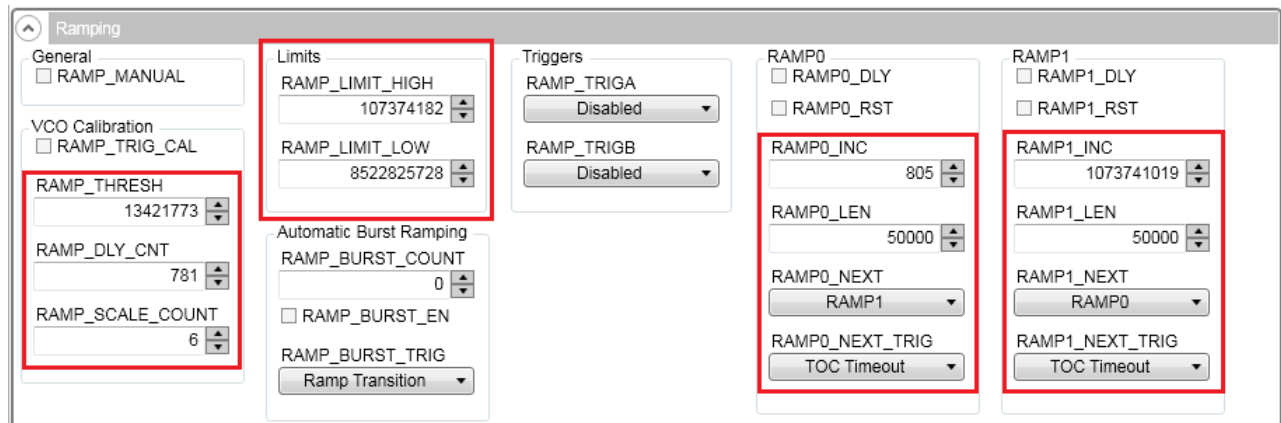 Ramping
General
RAMP_MANUAL
VCO Calibration
RAMP_TRIG_CAL
RAMP_THRESH
13421773
RAMP_DLY_CNT
781
RAMP_SCALE_COUNT
6
Limits
RAMP_LIMIT_HIGH
107374182
RAMP_LIMIT_LOW
8522825728
Automatic Burst Ramping
RAMP_BURST_COUNT
0
RAMP_BURST_EN
RAMP_BURST_TRIG
Ramp Transition
Triggers
RAMP_TRIGA
Disabled
RAMP_TRIGB
Disabled
RAMP0
RAMP0_DLY
RAMP0_RST
RAMP0_INC
805
RAMP0_LEN
50000
RAMP0_NEXT
RAMP1
RAMP0_NEXT_TRIG
TOC Timeout
RAMP1
RAMP1_DLY
RAMP1_RST
RAMP1_INC
1073741019
RAMP1_LEN
50000
RAMP1_NEXT
RAMP0
RAMP1_NEXT_TRIG
TOC Timeout